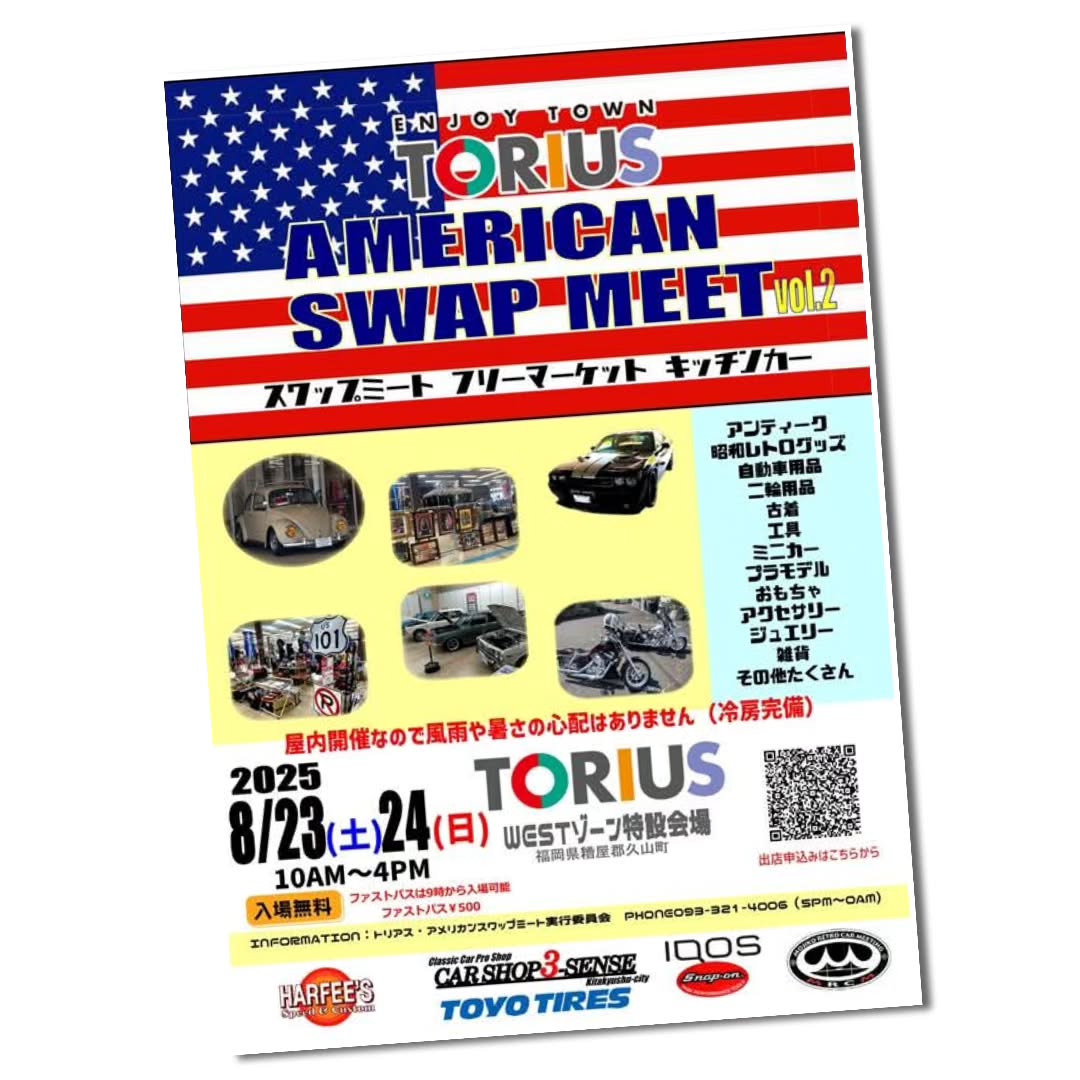 ENJOY TOWN
TORIUS
AMERICAN
SWAP MEET vol.2
スワップミート フリーマーケット キッチンカー
アンティーク
昭和レトログッズ
自動車用品
二輪用品
古着
工具
ミニカー
プラモデル
おもちゃ
アクセサリー
ジュエリー
雑貨
その他たくさん
US
101
R
屋内開催なので風雨や暑さの心配はありません（冷房完備）
2025
8/23(土)24(日)
10AM～4PM
入場無料
ファストパスは9時から入場可能
ファストパス¥500
TORIUS
WESTゾーン特設会場
福岡県糟屋郡久山町
出店申込みはこちらから
INFORMATION：トリアス・アメリカンスワップミート実行委員会 PHONE093-321-4006（5PM～0AM）
HARFEE'S
Speed & Custom
Classic Car Pro Shop
CAR SHOP 3-SENSE
Kitakyushu-city
TOYO TIRES
IQOS
Snap-on
MOJIKO RETRO CAR MEETING
MRCM